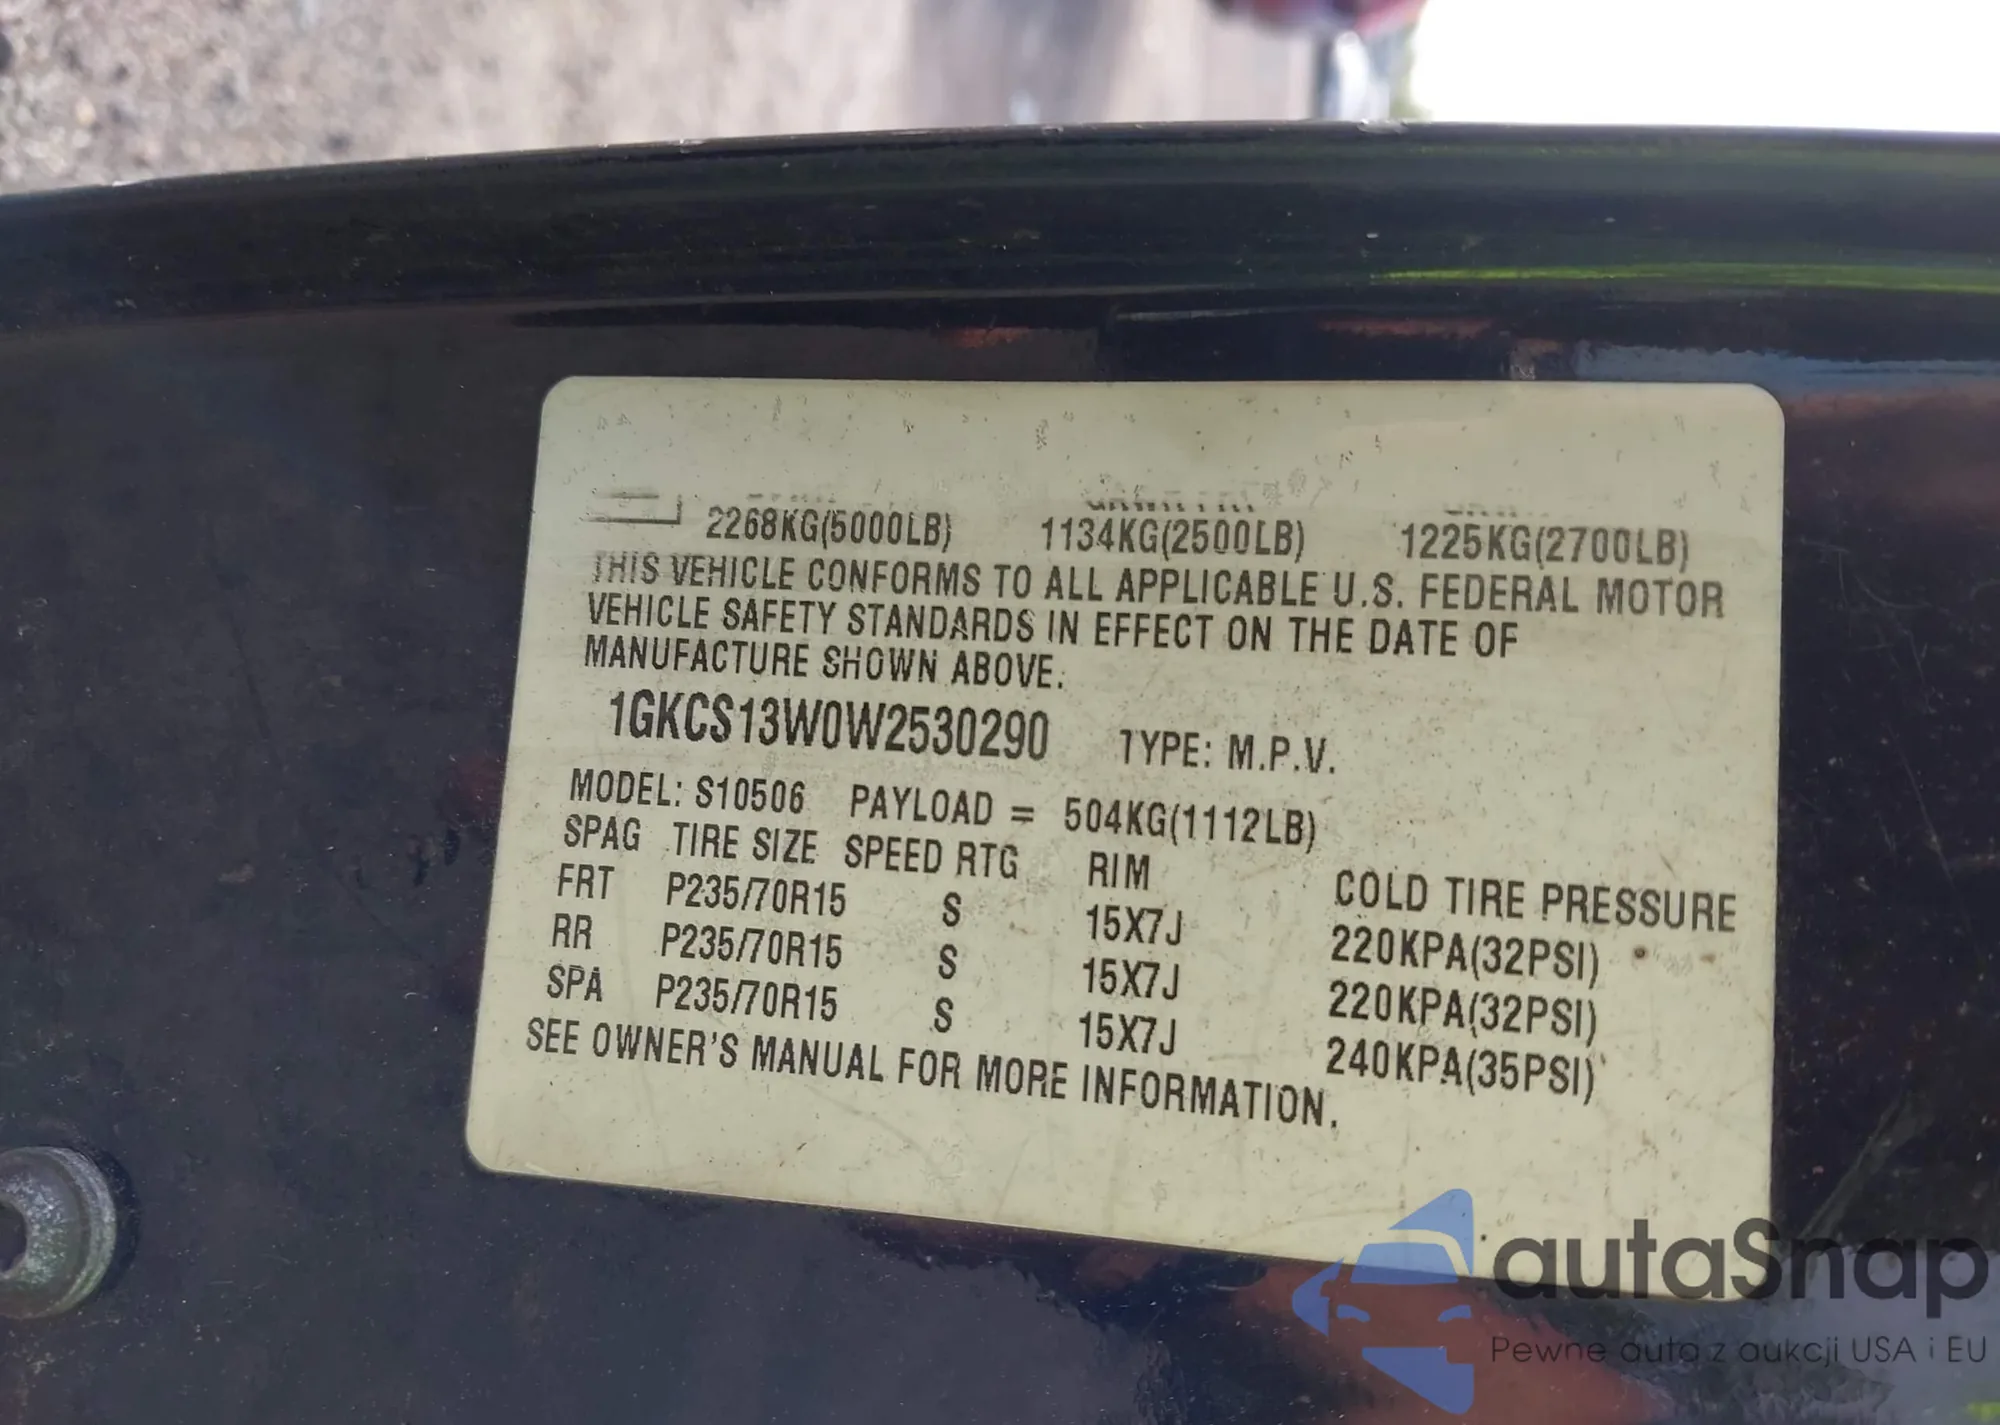 GAWR FRT
2268KG(5000LB) 1134KG(2500LB) 1225KG(2700LB)
THIS VEHICLE CONFORMS TO ALL APPLICABLE U.S. FEDERAL MOTOR
VEHICLE SAFETY STANDARDS IN EFFECT ON THE DATE OF
MANUFACTURE SHOWN ABOVE.
1GKCS13W0W2530290 TYPE: M.P.V.
MODEL: S10506 PAYLOAD = 504KG(1112LB)
SPAG TIRE SIZE SPEED RTG RIM COLD TIRE PRESSURE
FRT P235/70R15 S 15X7J 220KPA(32PSI)
RR P235/70R15 S 15X7J 220KPA(32PSI)
SPA P235/70R15 S 15X7J 240KPA(35PSI)
SEE OWNER'S MANUAL FOR MORE INFORMATION.
autaSnap
Pewne auta z aukcji USA i EU